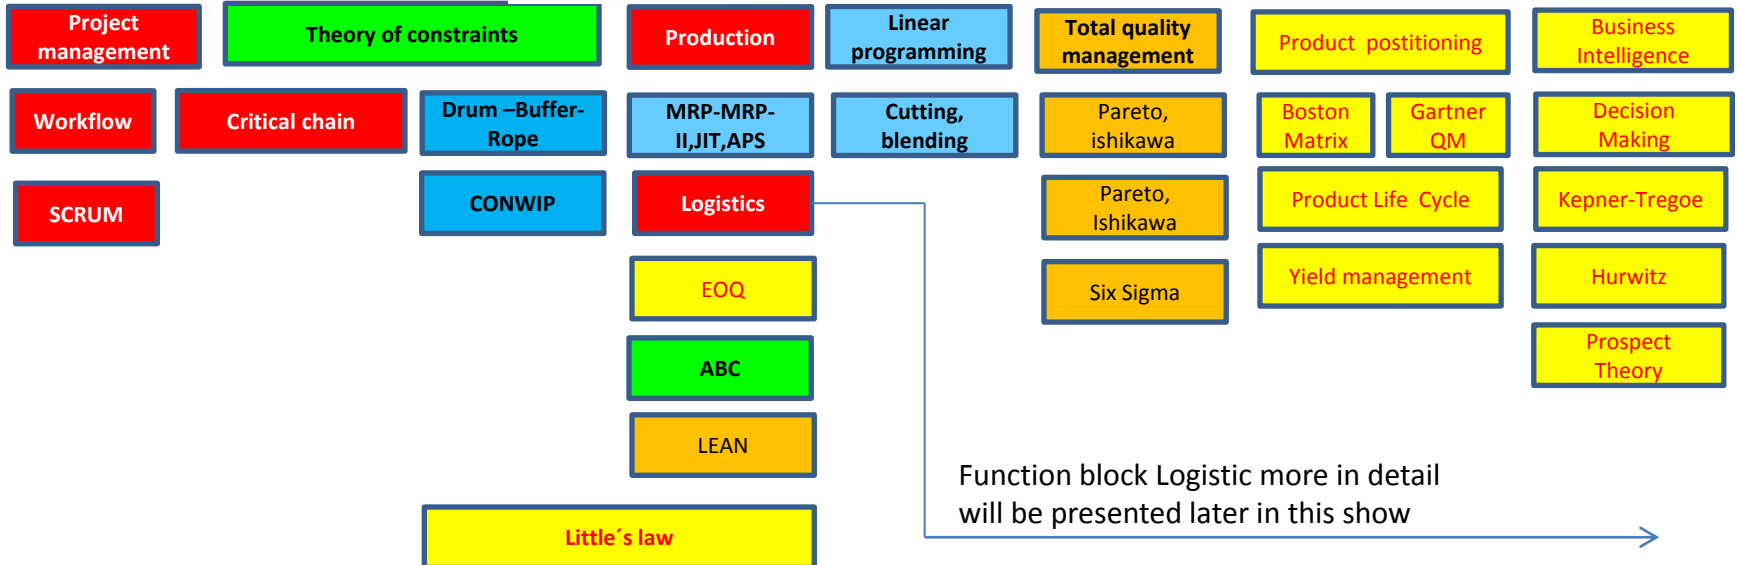 Project
management
Theory of constraints
Production
Linear
programming
Total quality
management
Product postitioning
Business
Intelligence
Workflow
Critical chain
Drum –Buffer-
Rope
MRP-MRP-
II,JIT,APS
Cutting,
blending
Pareto,
ishikawa
Boston
Matrix
Gartner
QM
Decision
Making
SCRUM
CONWIP
Logistics
Pareto,
Ishikawa
Product Life Cycle
Kepner-Tregoe
EOQ
Six Sigma
Yield management
Hurwitz
ABC
Prospect
Theory
LEAN
Function block Logistic more in detail
will be presented later in this show
Little´s law